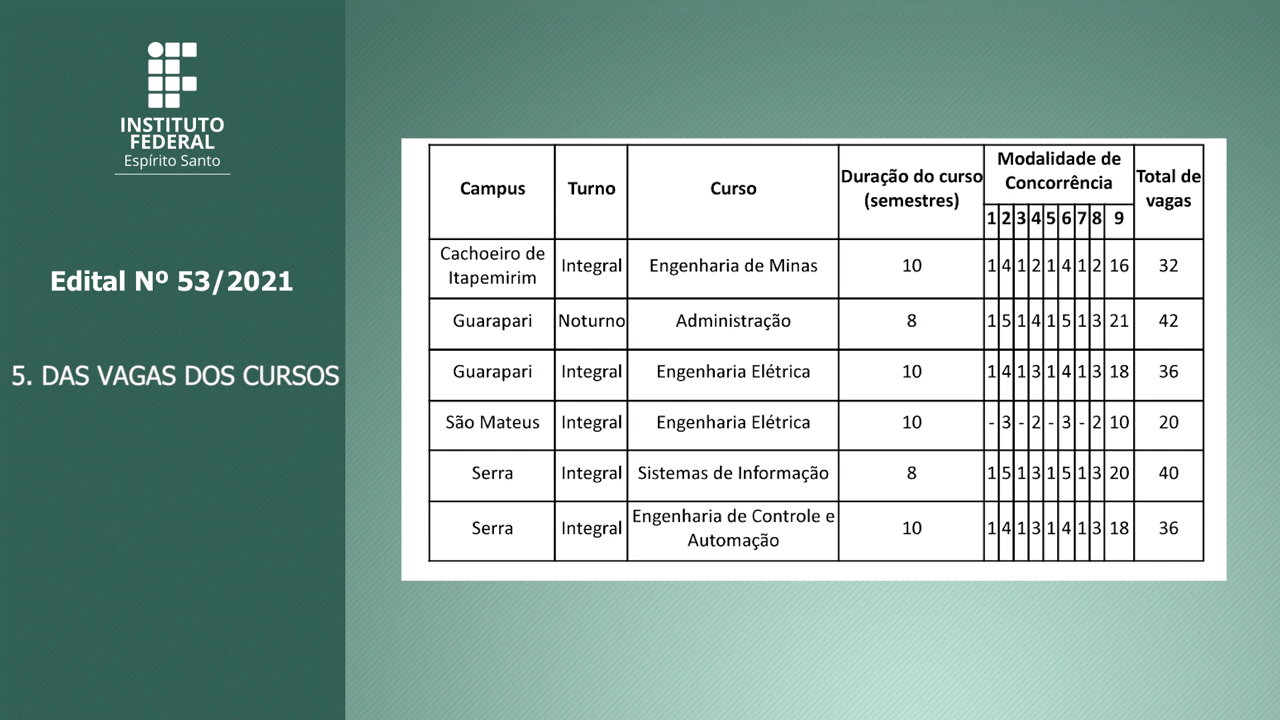 INSTITUTO
FEDERAL
Espírito Santo
Edital Nº 53/2021
5. DAS VAGAS DOS CURSOS
Campus Turno Curso Duração do curso (semestres) Modalidade de Concorrência Total de vagas
1 2 3 4 5 6 7 8 9
Cachoeiro de Itapemirim Integral Engenharia de Minas 10 1 4 1 2 1 4 1 2 16 32
Guarapari Noturno Administração 8 1 5 1 4 1 5 1 3 21 42
Guarapari Integral Engenharia Elétrica 10 1 4 1 3 1 4 1 3 18 36
São Mateus Integral Engenharia Elétrica 10 - 3 - 2 - 3 - 2 10 20
Serra Integral Sistemas de Informação 8 1 5 1 3 1 5 1 3 20 40
Serra Integral Engenharia de Controle e Automação 10 1 4 1 3 1 4 1 3 18 36